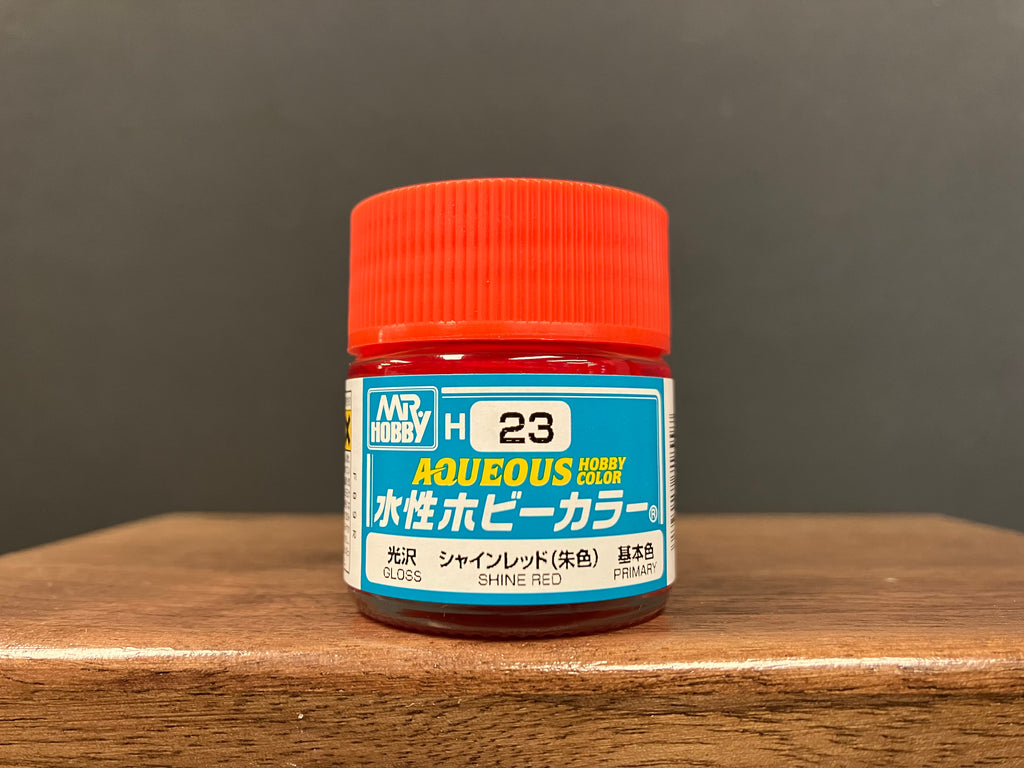 MR
HOBBY
H 23
AQUEOUS HOBBY COLOR
水性ホビーカラー®
光沢 シャインレッド(朱色) 基本色
GLOSS SHINE RED PRIMARY